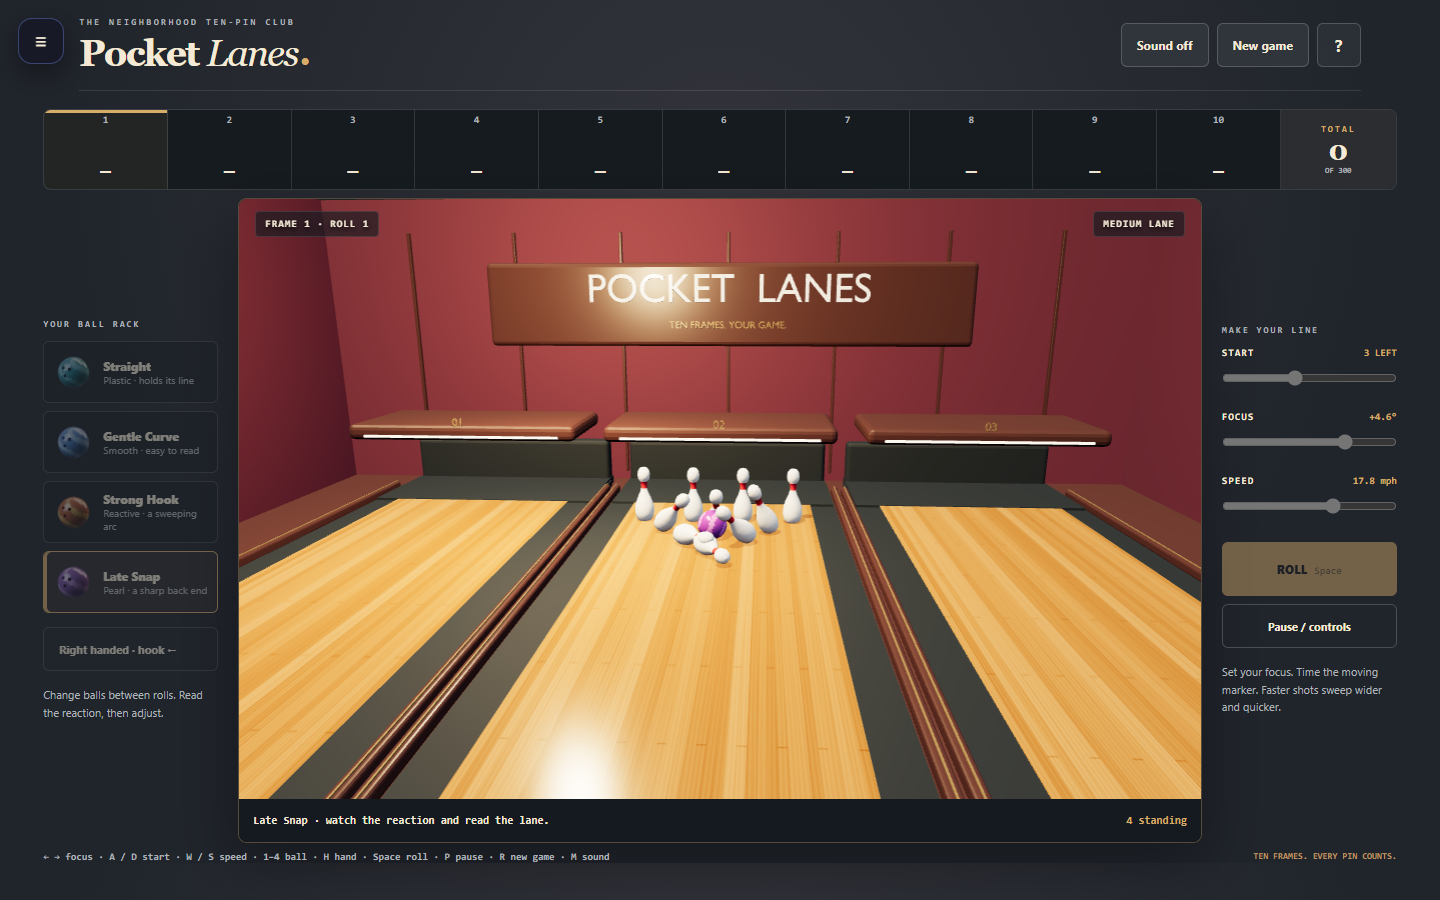 ≡
THE NEIGHBORHOOD TEN-PIN CLUB
Pocket Lanes.
Sound off
New game
?
1 2 3 4 5 6 7 8 9 10
TOTAL
— — — — — — — — — —
0
OF 300
FRAME 1 · ROLL 1
MEDIUM LANE
POCKET LANES
TEN FRAMES. YOUR GAME.
01 02 03
YOUR BALL RACK
Straight
Plastic · holds its line
Gentle Curve
Smooth · easy to read
Strong Hook
Reactive · a sweeping
arc
Late Snap
Pearl · a sharp back end
Right handed · hook ←
Change balls between rolls. Read
the reaction, then adjust.
MAKE YOUR LINE
START 3 LEFT
FOCUS +4.6°
SPEED 17.8 mph
ROLL Space
Pause / controls
Set your focus. Time the moving
marker. Faster shots sweep wider
and quicker.
Late Snap · watch the reaction and read the lane.
4 standing
← → focus · A / D start · W / S speed · 1–4 ball · H hand · Space roll · P pause · R new game · M sound
TEN FRAMES. EVERY PIN COUNTS.